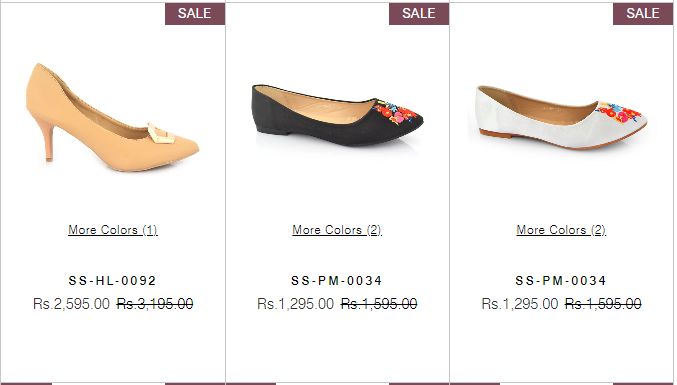 SALE SALE SALE
More Colors (1) More Colors (2) More Colors (2)
SS-HL-0092 SS-PM-0034 SS-PM-0034
Rs.2,595.00 Rs.3,195.00 Rs.1,295.00 Rs.1,595.00 Rs.1,295.00 Rs.1,595.00